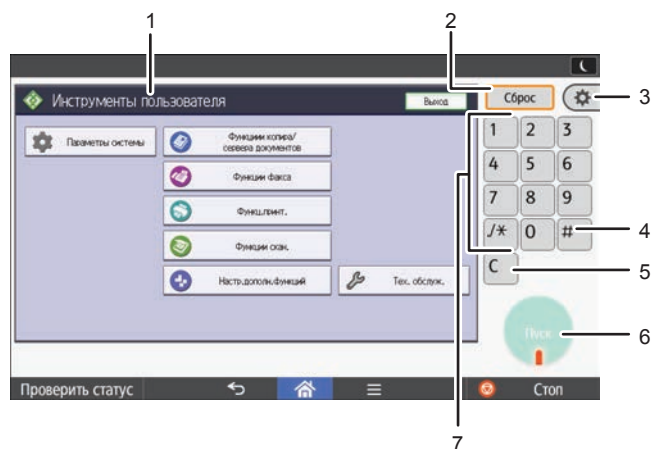 1
2
Инструменты пользователя
Выход
Сброс
3
Параметры системы
Функции копира/
сервера документов
1 2 3
Функции факса
4 5 6
Функц.принт.
7 8 9
./* 0 #
4
Функции скан.
C
5
Настр.дополн.функций
Тех. обслуж.
Пуск
6
Проверить статус
Стоп
7